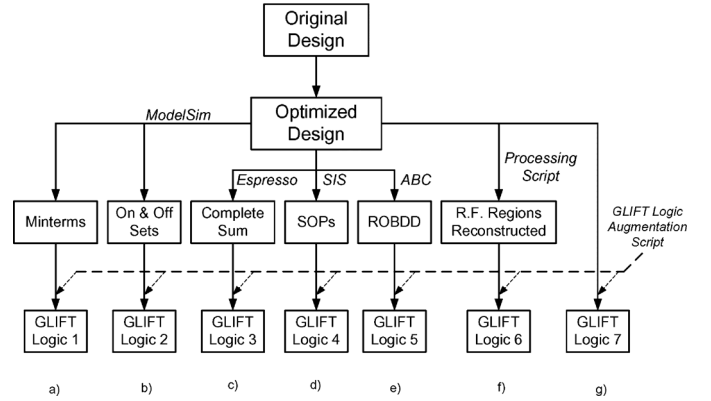 Original
Design
ModelSim
Optimized
Design
Espresso
SIS
ABC
Processing
Script
GLIFT Logic
Augmentation
Script
Minterms
On & Off
Sets
Complete
Sum
SOPs
ROBDD
R.F. Regions
Reconstructed
GLIFT
Logic 1
GLIFT
Logic 2
GLIFT
Logic 3
GLIFT
Logic 4
GLIFT
Logic 5
GLIFT
Logic 6
GLIFT
Logic 7
a)
b)
c)
d)
e)
f)
g)